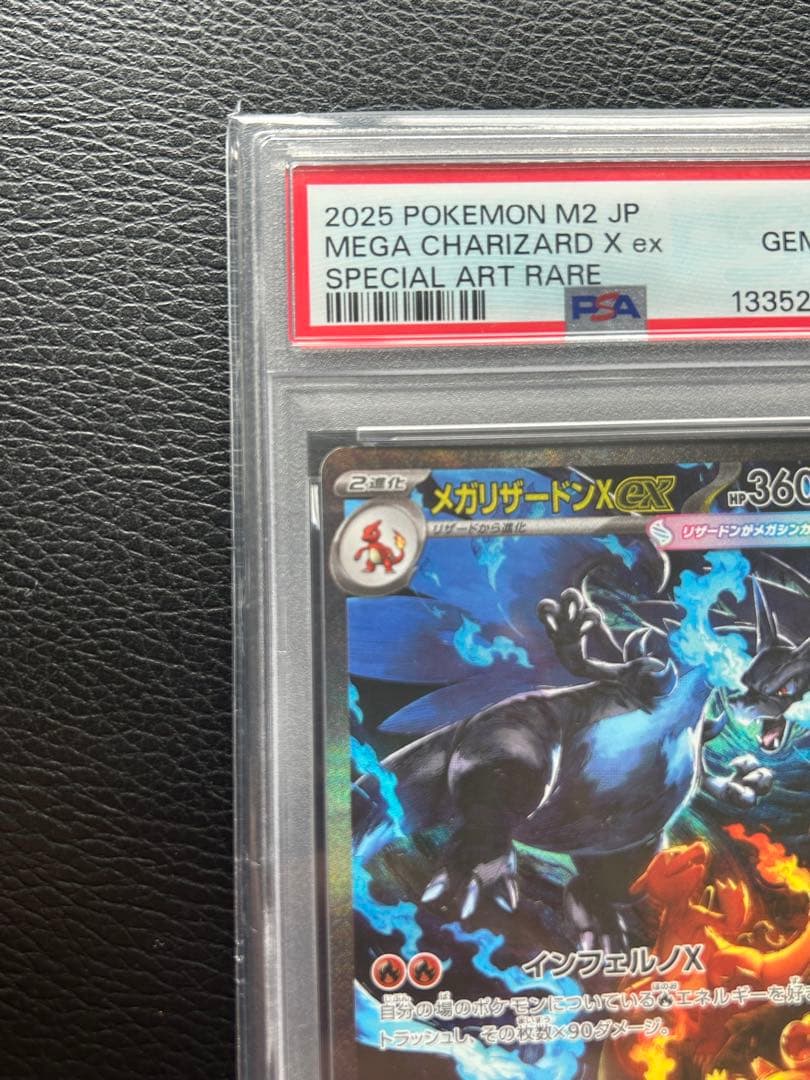 2025 POKEMON M2 JP
MEGA CHARIZARD X ex
GEM
SPECIAL ART RARE
PSA
13352
2進化
メガリザードンXex
HP360
リザードから進化
リザードンがメガシンカ
インフェルノX
自分の場のポケモンについている エネルギーを好
トラッシュし、その枚数×90ダメージ。